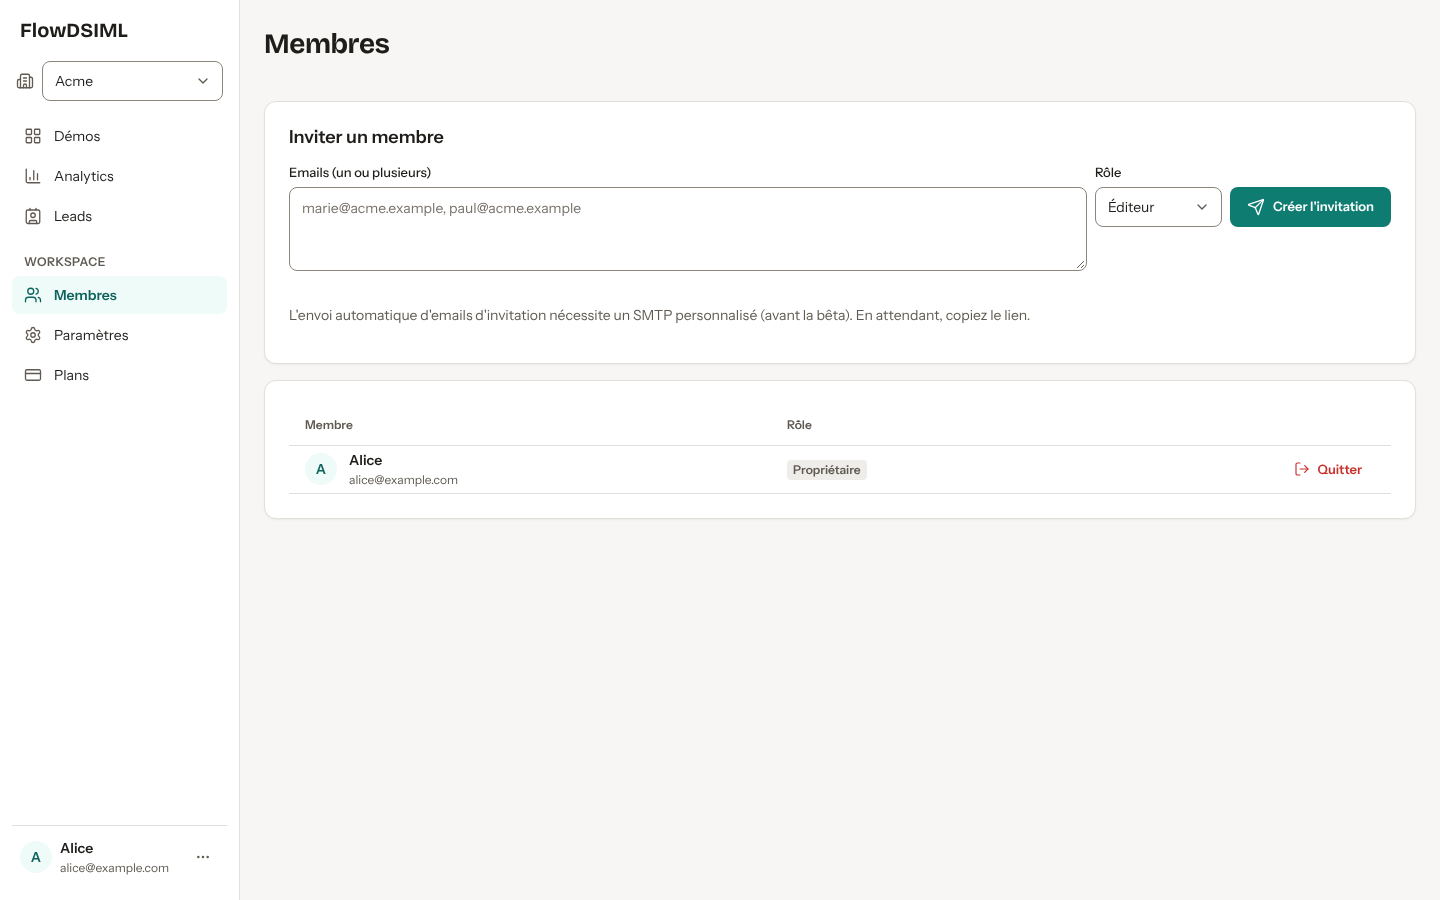 FlowDSIML
Acme
Démos
Analytics
Leads
WORKSPACE
Membres
Paramètres
Plans
Alice
alice@example.com
Membres
Inviter un membre
Emails (un ou plusieurs)
Rôle
marie@acme.example, paul@acme.example
Éditeur
Créer l'invitation
L'envoi automatique d'emails d'invitation nécessite un SMTP personnalisé (avant la bêta). En attendant, copiez le lien.
Membre
Rôle
A
Alice
alice@example.com
Propriétaire
Quitter
A